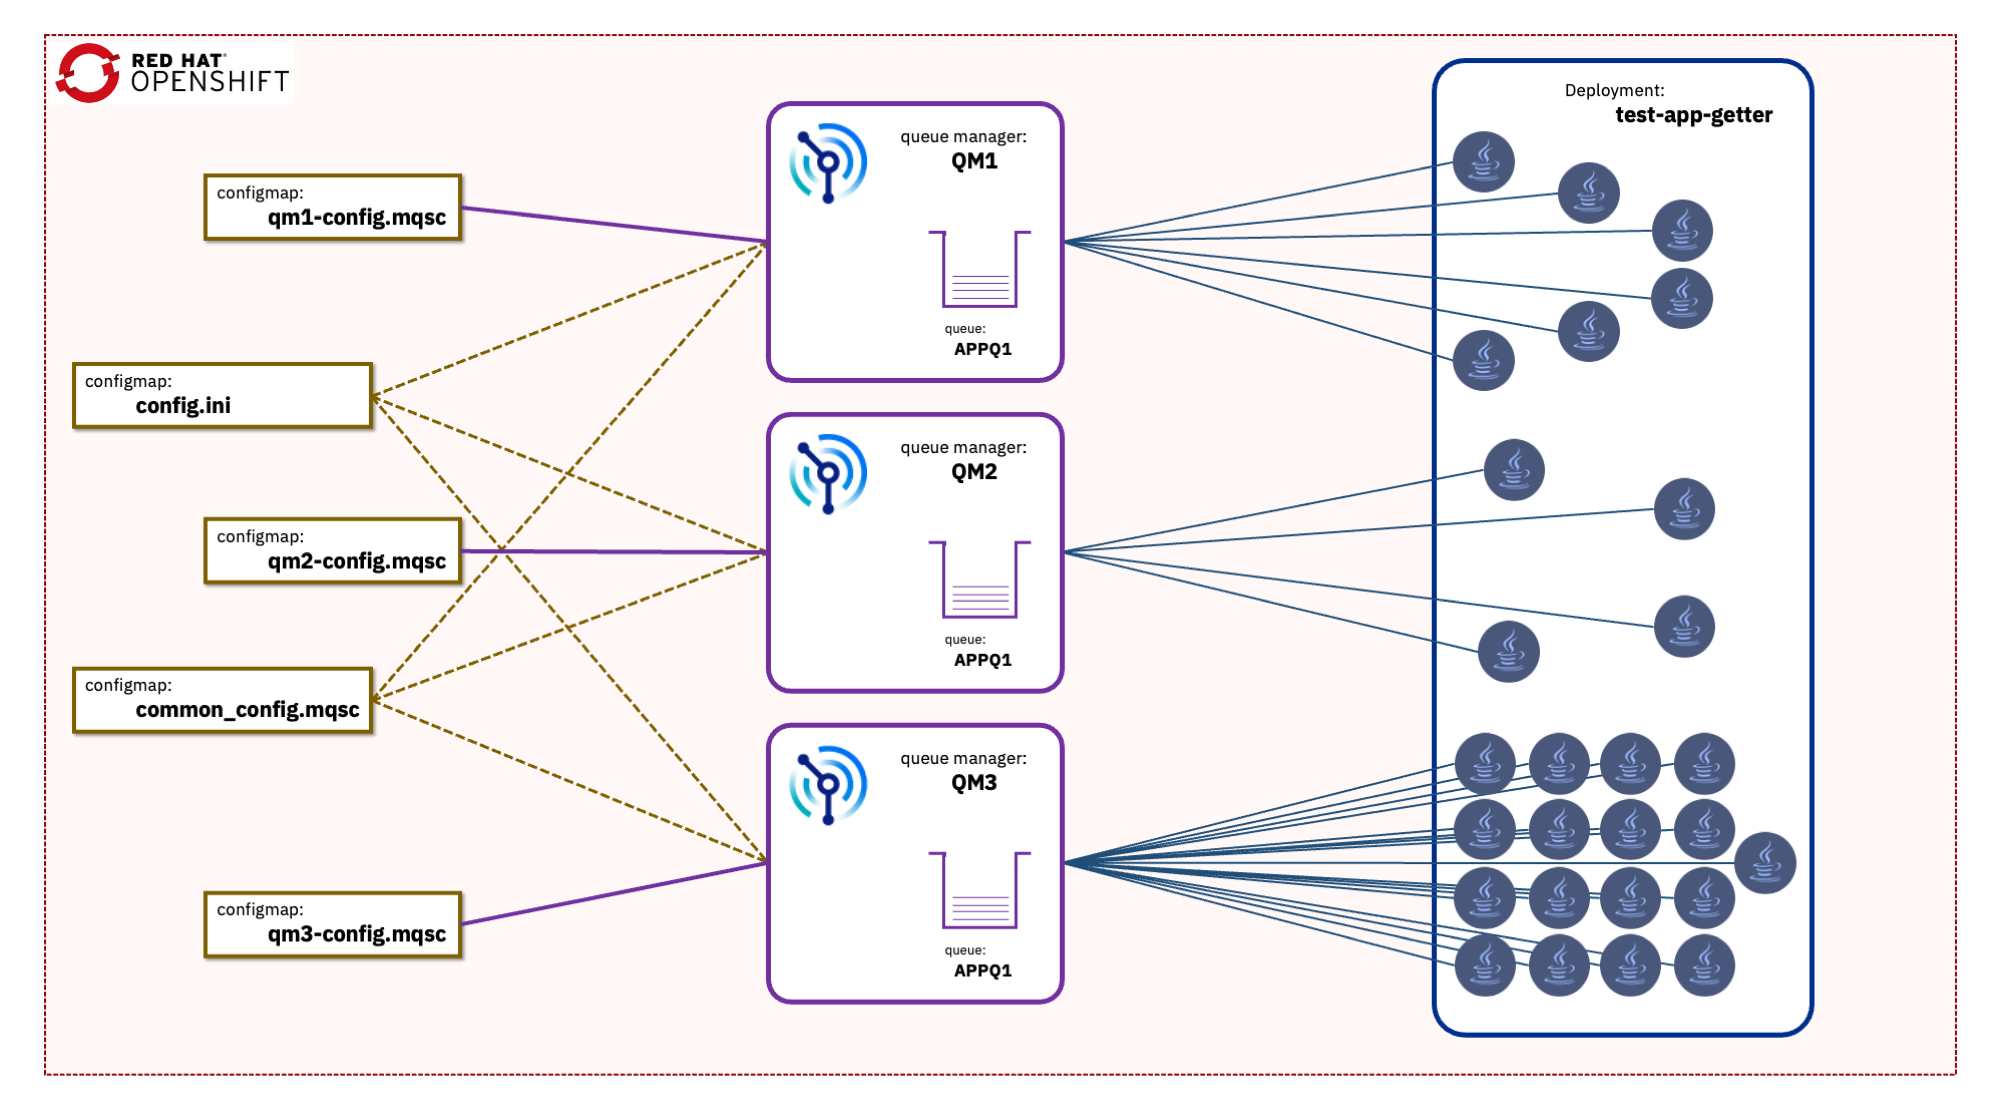 RED HAT®
OPENSHIFT
configmap:
qm1-config.mqsc
configmap:
config.ini
configmap:
qm2-config.mqsc
configmap:
common_config.mqsc
configmap:
qm3-config.mqsc
queue manager:
QM1
queue:
APPQ1
queue manager:
QM2
queue:
APPQ1
queue manager:
QM3
queue:
APPQ1
Deployment:
test-app-getter